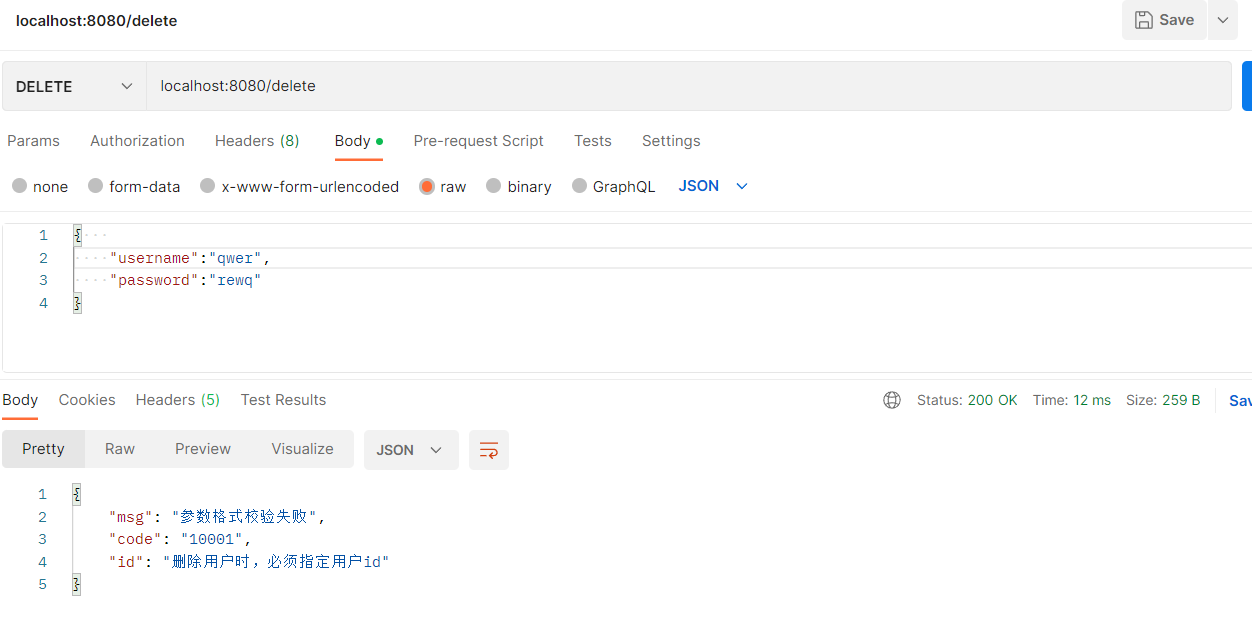 localhost:8080/delete
Save
DELETE localhost:8080/delete
Params Authorization Headers (8) Body Pre-request Script Tests Settings
none form-data x-www-form-urlencoded raw binary GraphQL JSON
1 {
2 "username":"qwer",
3 "password":"rewq"
4 }
Body Cookies Headers (5) Test Results Status: 200 OK Time: 12 ms Size: 259 B Sav
Pretty Raw Preview Visualize JSON
1 {
2 "msg": "参数格式校验失败",
3 "code": "10001",
4 "id": "删除用户时，必须指定用户id"
5 }